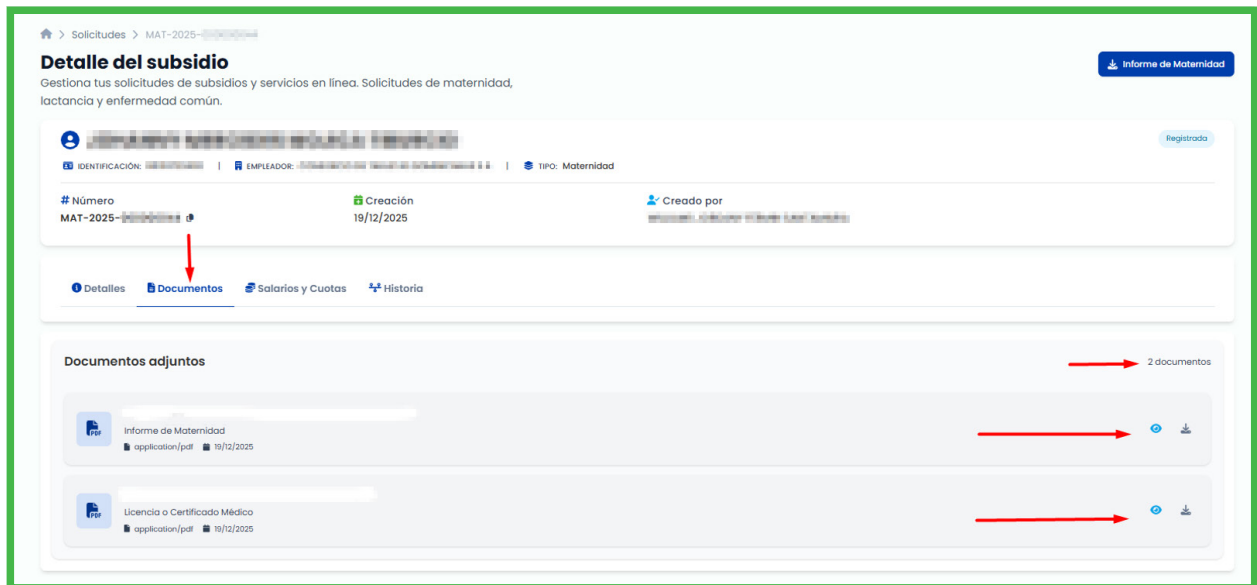 > Solicitudes > MAT-2025-
Detalle del subsidio
Informe de Maternidad
Gestiona tus solicitudes de subsidios y servicios en línea. Solicitudes de maternidad,
lactancia y enfermedad común.
Registrada
IDENTIFICACIÓN: | EMPLEADOR: | TIPO: Maternidad
# Número Creación Creado por
MAT-2025- 19/12/2025
Detalles Documentos Salarios y Cuotas Historia
Documentos adjuntos 2 documentos
PDF
Informe de Maternidad
application/pdf 19/12/2025
PDF
Licencia o Certificado Médico
application/pdf 19/12/2025